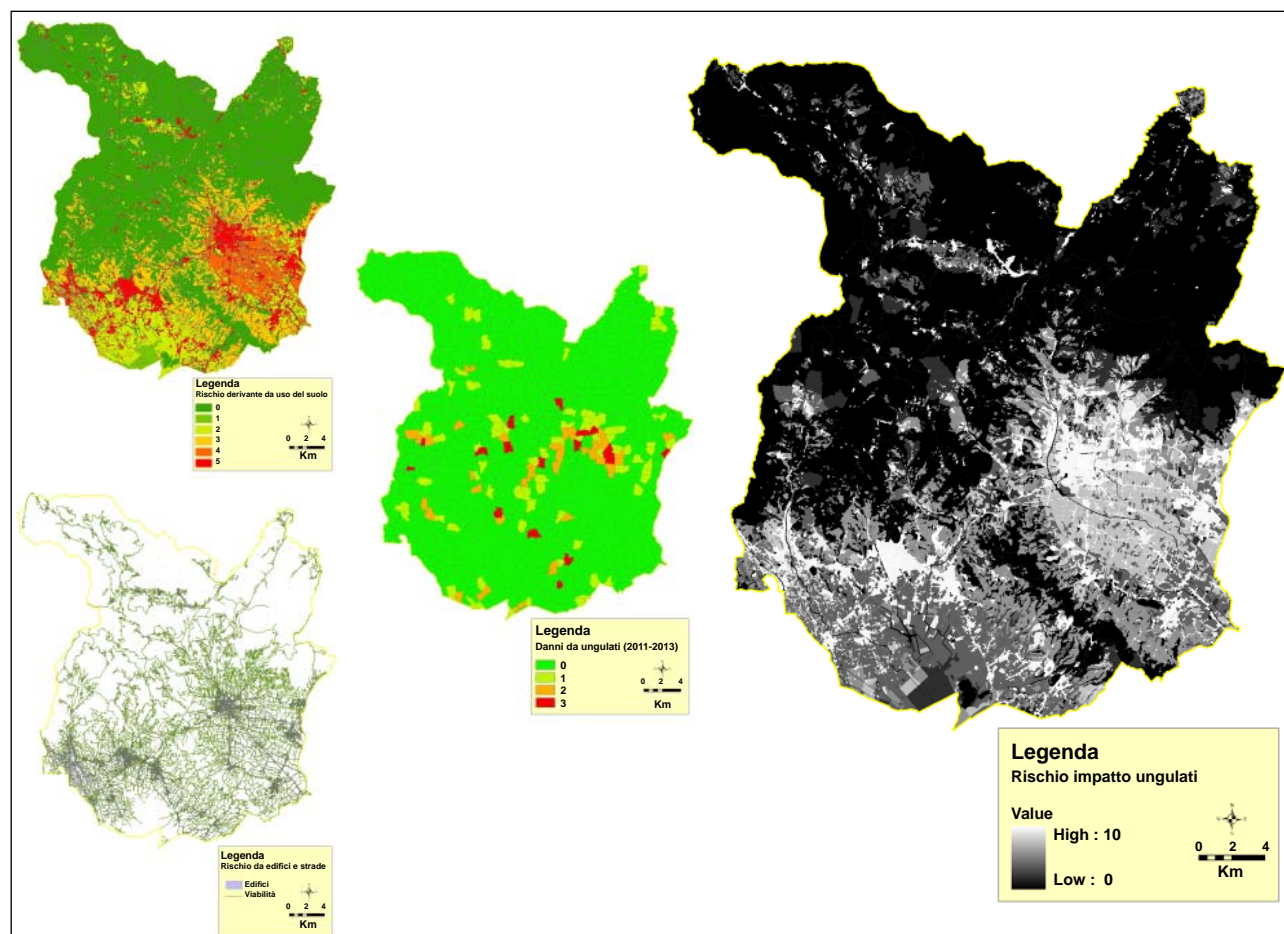 Legenda
Rischio derivante da uso del suolo
0
1
2
3
4
5
0 2 4
Km
Legenda
Danni da ungulati (2011-2013)
0
1
2
3
0 2 4
Km
Legenda
Rischio da edifici e strade
Edifici
Viabilità
0 2 4
Km
Legenda
Rischio impatto ungulati
Value
High : 10
Low : 0
0 2 4
Km